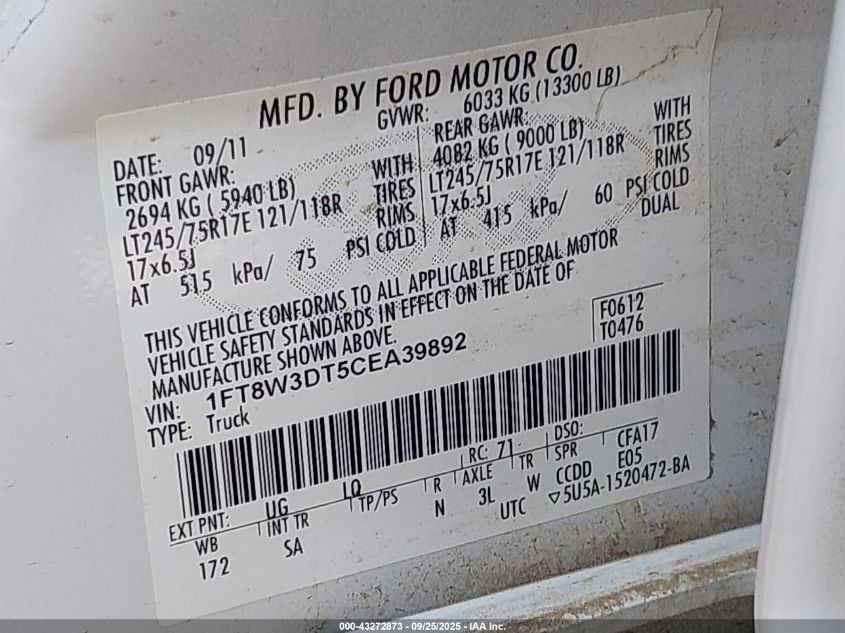 MFD. BY FORD MOTOR CO.
DATE: 09/11 GVWR: 6033 KG (13300 LB)
FRONT GAWR: REAR GAWR:
2694 KG ( 5940 LB) WITH 4082 KG ( 9000 LB) WITH
LT245/75R17E 121/118R TIRES LT245/75R17E 121/118R TIRES
17x6.5J RIMS 17x6.5J RIMS
AT 515 kPa/ 75 PSI COLD AT 415 kPa/ 60 PSI COLD
DUAL
THIS VEHICLE CONFORMS TO ALL APPLICABLE FEDERAL MOTOR
VEHICLE SAFETY STANDARDS IN EFFECT ON THE DATE OF
MANUFACTURE SHOWN ABOVE.
F0612
T0476
VIN: 1FT8W3DT5CEA39892
TYPE: Truck
EXT PNT: UG LQ RC: 71 DSO:
WB INT TR TP/PS R AXLE TR SPR CFA17
172 SA N 3L W CCDD E05
UTC ▽5U5A-1520472-BA
000-43272873 - 09/25/2025 - IAA Inc.